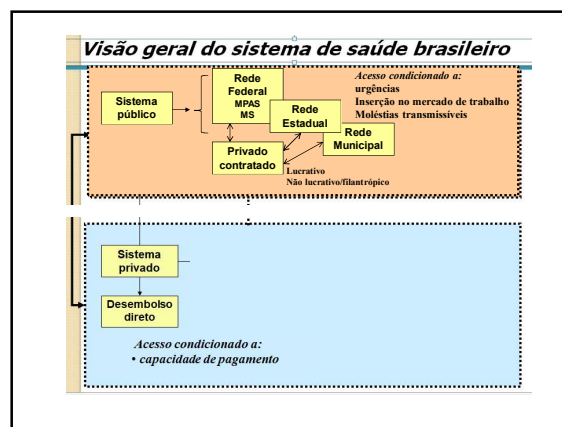 Visão geral do sistema de saúde brasileiro
Sistema
público
Rede
Federal
MPAS
MS
Rede
Estadual
Rede
Municipal
Privado
contratado
Acesso condicionado a:
urgências
Inserção no mercado de trabalho
Moléstias transmissíveis
Lucrativo
Não lucrativo/filantrópico
Sistema
privado
Desembolso
direto
Acesso condicionado a:
• capacidade de pagamento